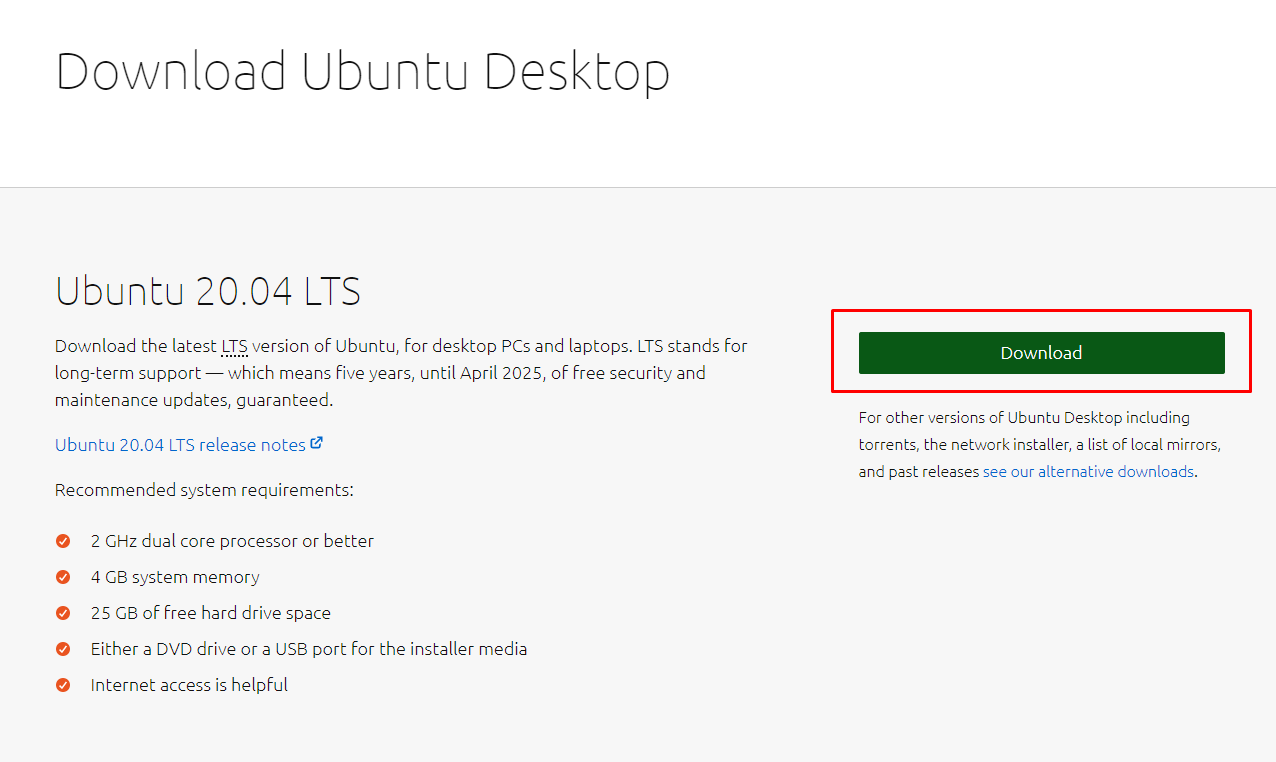 Download Ubuntu Desktop
Ubuntu 20.04 LTS
Download the latest LTS version of Ubuntu, for desktop PCs and laptops. LTS stands for
long-term support — which means five years, until April 2025, of free security and
maintenance updates, guaranteed.
Ubuntu 20.04 LTS release notes
Recommended system requirements:
2 GHz dual core processor or better
4 GB system memory
25 GB of free hard drive space
Either a DVD drive or a USB port for the installer media
Internet access is helpful
Download
For other versions of Ubuntu Desktop including
torrents, the network installer, a list of local mirrors,
and past releases see our alternative downloads.